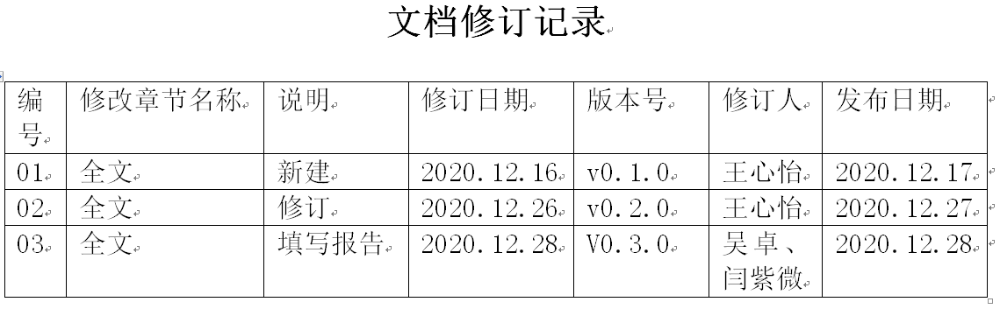 文档修订记录
编号 修改章节名称 说明 修订日期 版本号 修订人 发布日期
01 全文 新建 2020.12.16 v0.1.0 王心怡 2020.12.17
02 全文 修订 2020.12.26 v0.2.0 王心怡 2020.12.27
03 全文 填写报告 2020.12.28 V0.3.0 吴卓、闫紫微 2020.12.28